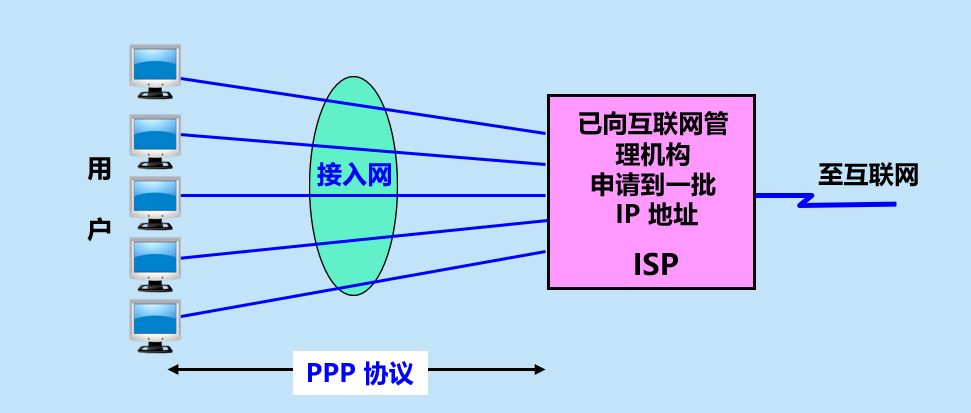 用
户
接入网
已向互联网管
理机构
申请到一批
IP 地址
ISP
至互联网
PPP 协议